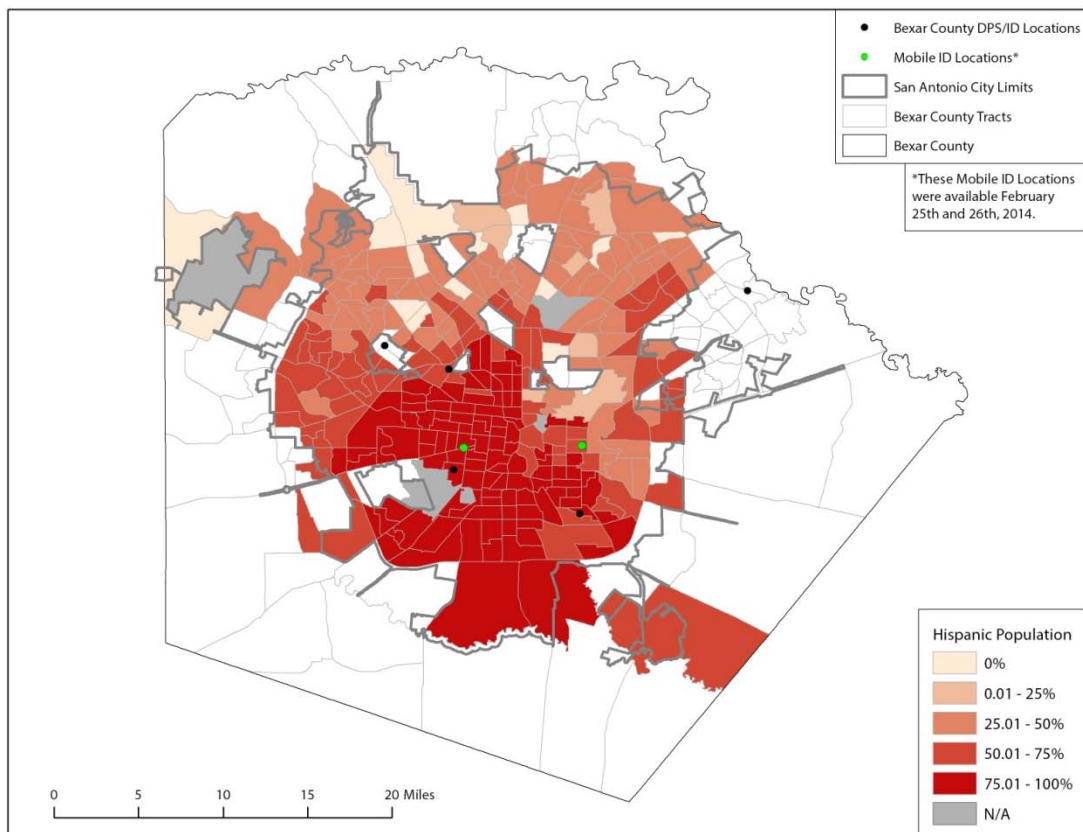 Bexar County DPS/ID Locations
Mobile ID Locations*
San Antonio City Limits
Bexar County Tracts
Bexar County
*These Mobile ID Locations
were available February
25th and 26th, 2014.
Hispanic Population
0%
0.01 - 25%
25.01 - 50%
50.01 - 75%
75.01 - 100%
N/A
0 5 10 15 20 Miles